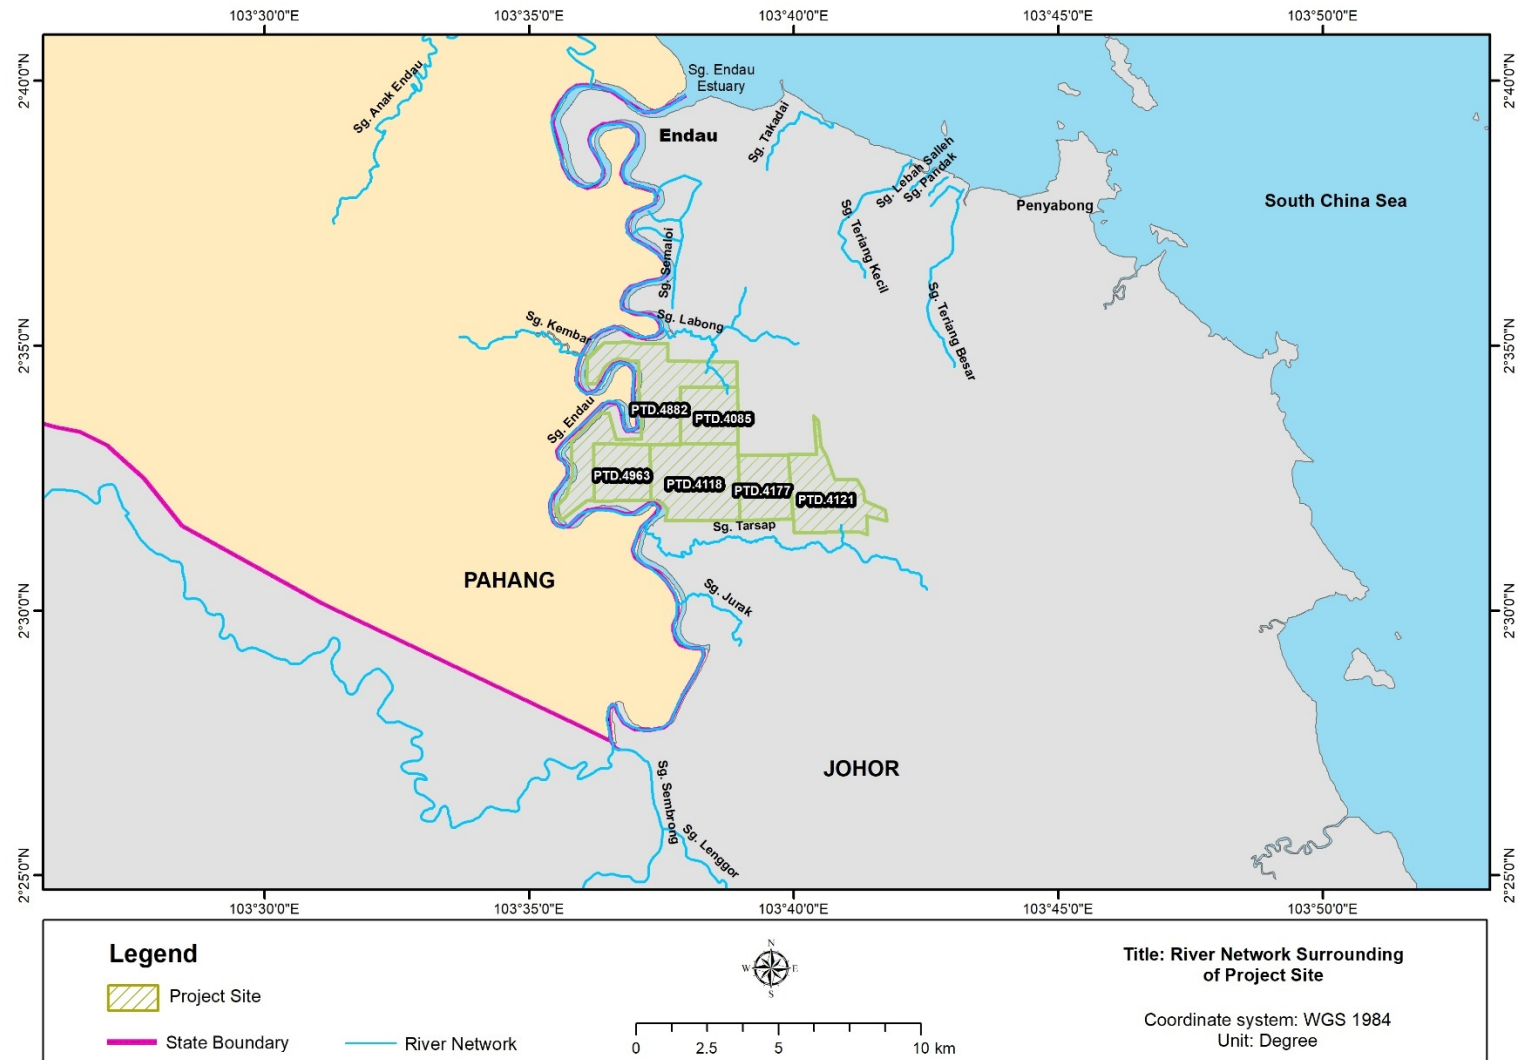 103°30'0"E
103°35'0"E
103°40'0"E
103°45'0"E
103°50'0"E
2°40'0"N
2°40'0"N
Sg. Anak Endau
Sg. Endau
Estuary
Endau
Sg. Takadai
Sg. Lebah Salleh
Sg. Pandak
Penyabong
South China Sea
Sg. Teriang Kecil
Sg. Semaloi
Sg. Teriang Besar
Sg. Kembar
Sg. Labong
2°35'0"N
2°35'0"N
Sg. Endau
PTD.4882
PTD.4085
PTD.4963
PTD.4118
PTD.4177
PTD.4121
Sg. Tarsap
PAHANG
Sg. Jurak
2°30'0"N
2°30'0"N
JOHOR
Sg. Sembrong
Sg. Lenggor
2°25'0"N
2°25'0"N
103°30'0"E
103°35'0"E
103°40'0"E
103°45'0"E
103°50'0"E
Legend
Project Site
State Boundary
River Network
N
W
E
S
0
2.5
5
10 km
Title: River Network Surrounding
of Project Site
Coordinate system: WGS 1984
Unit: Degree